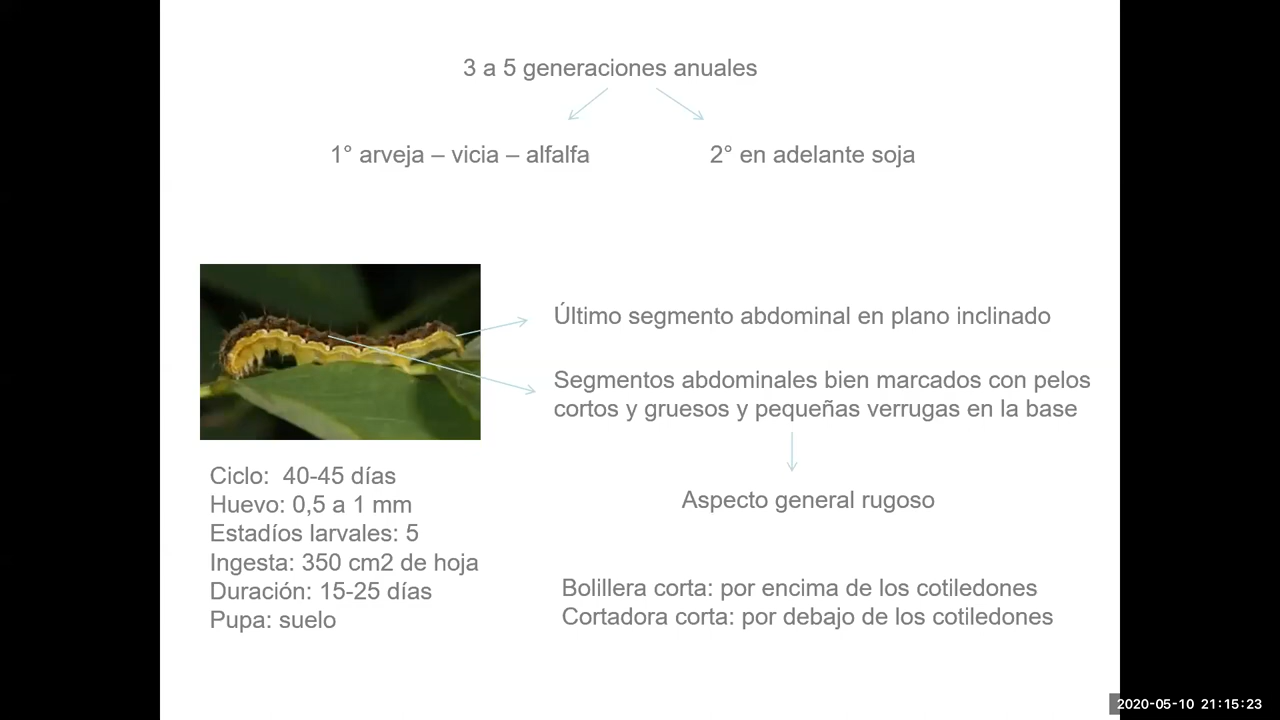 3 a 5 generaciones anuales
1° arveja – vicia – alfalfa
2° en adelante soja
Último segmento abdominal en plano inclinado
Segmentos abdominales bien marcados con pelos
cortos y gruesos y pequeñas verrugas en la base
Aspecto general rugoso
Ciclo:  40-45 días
Huevo: 0,5 a 1 mm
Estadíos larvales: 5
Ingesta: 350 cm2 de hoja
Duración: 15-25 días
Pupa: suelo
Bolillera corta: por encima de los cotiledones
Cortadora corta: por debajo de los cotiledones
2020-05-10 21:15:23